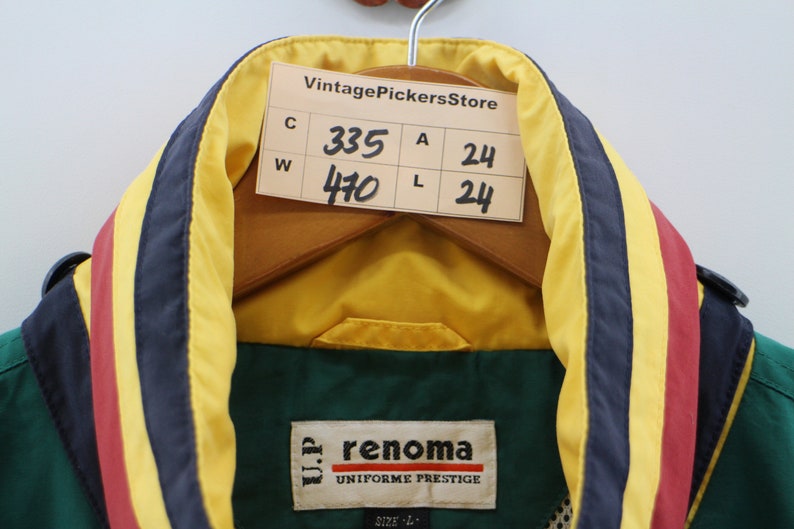 VintagePickersStore
C 335 A 24
W 470 L 24
U.P renoma
UNIFORME PRESTIGE
SIZE -L-